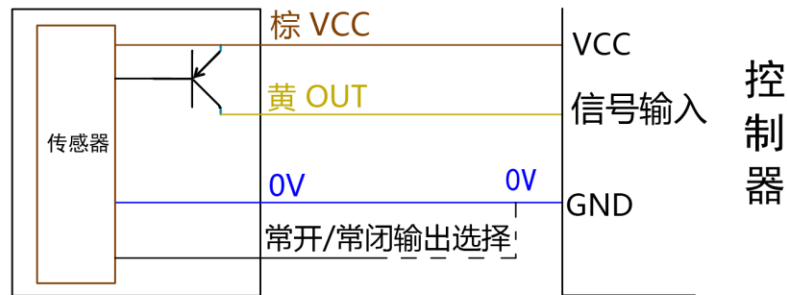 棕 VCC
VCC
黄 OUT
信号输入
传感器
0V
0V
GND
常开/常闭输出选择
控
制
器